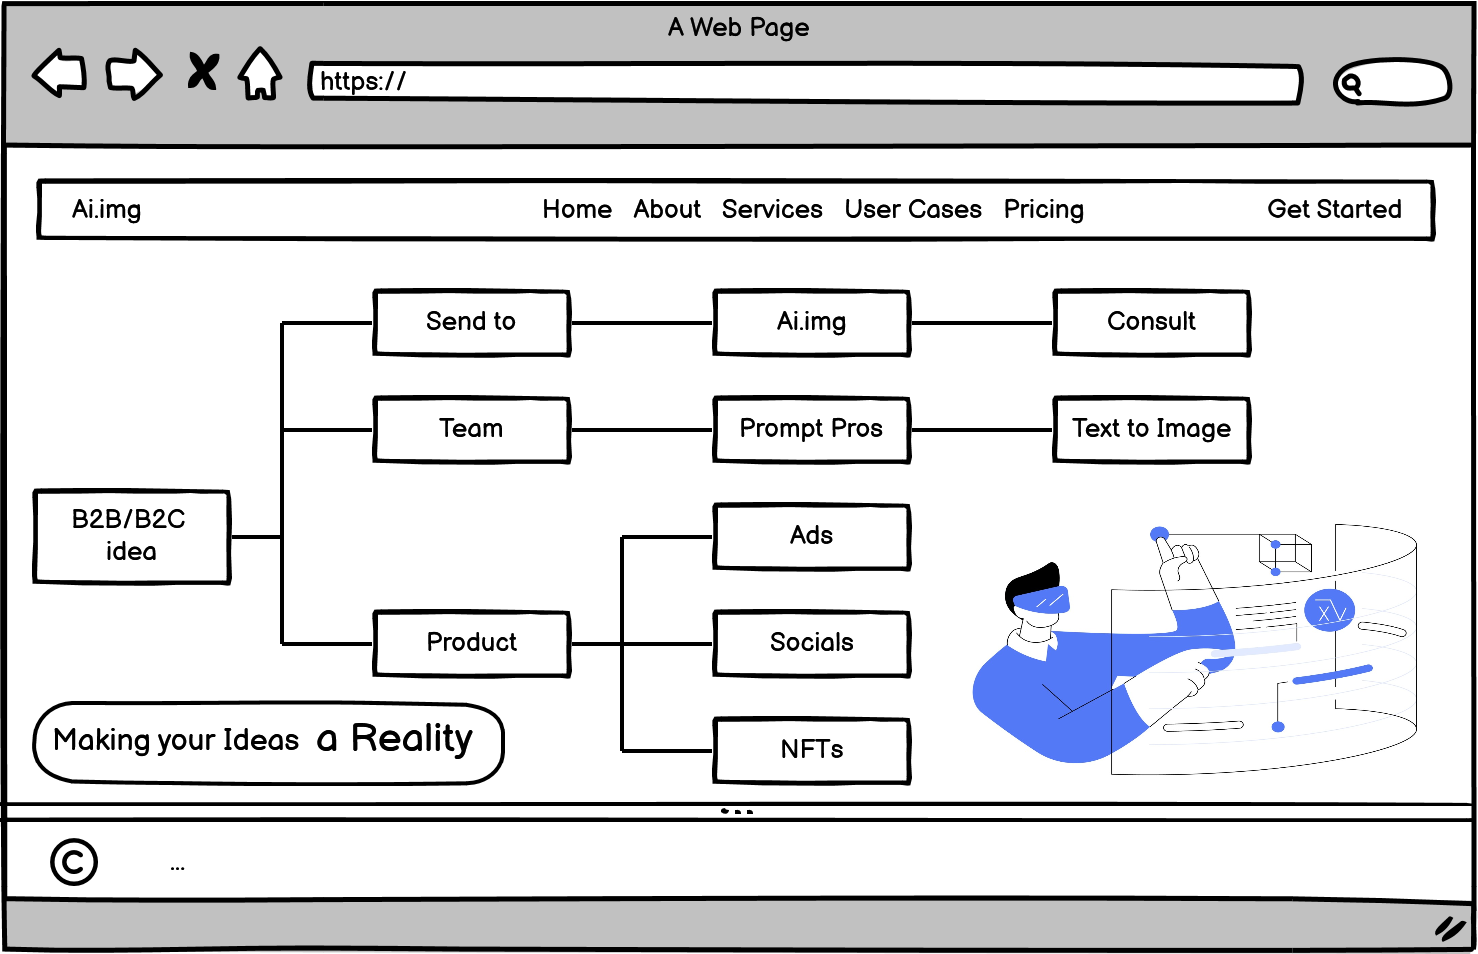 A Web Page
https://
Ai.img
Home About Services User Cases Pricing
Get Started
Send to
Ai.img
Consult
Team
Prompt Pros
Text to Image
B2B/B2C
idea
Ads
Product
Socials
NFTs
Making your Ideas a Reality
©
...